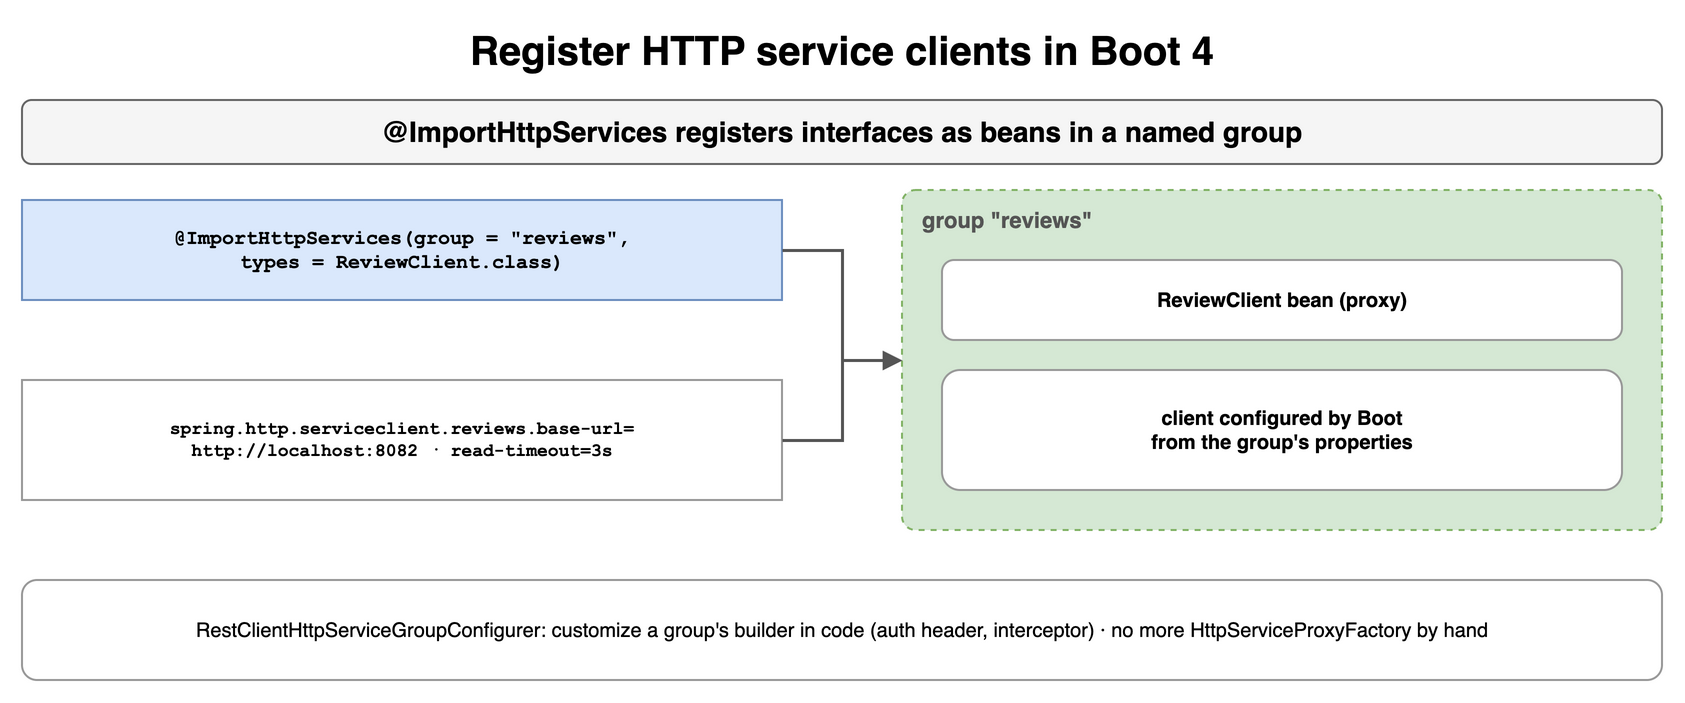 Register HTTP service clients in Boot 4
@ImportHttpServices registers interfaces as beans in a named group
@ImportHttpServices(group = "reviews",
types = ReviewClient.class)
spring.http.serviceclient.reviews.base-url=
http://localhost:8082 · read-timeout=3s
group "reviews"
ReviewClient bean (proxy)
client configured by Boot
from the group's properties
RestClientHttpServiceGroupConfigurer: customize a group's builder in code (auth header, interceptor) · no more HttpServiceProxyFactory by hand